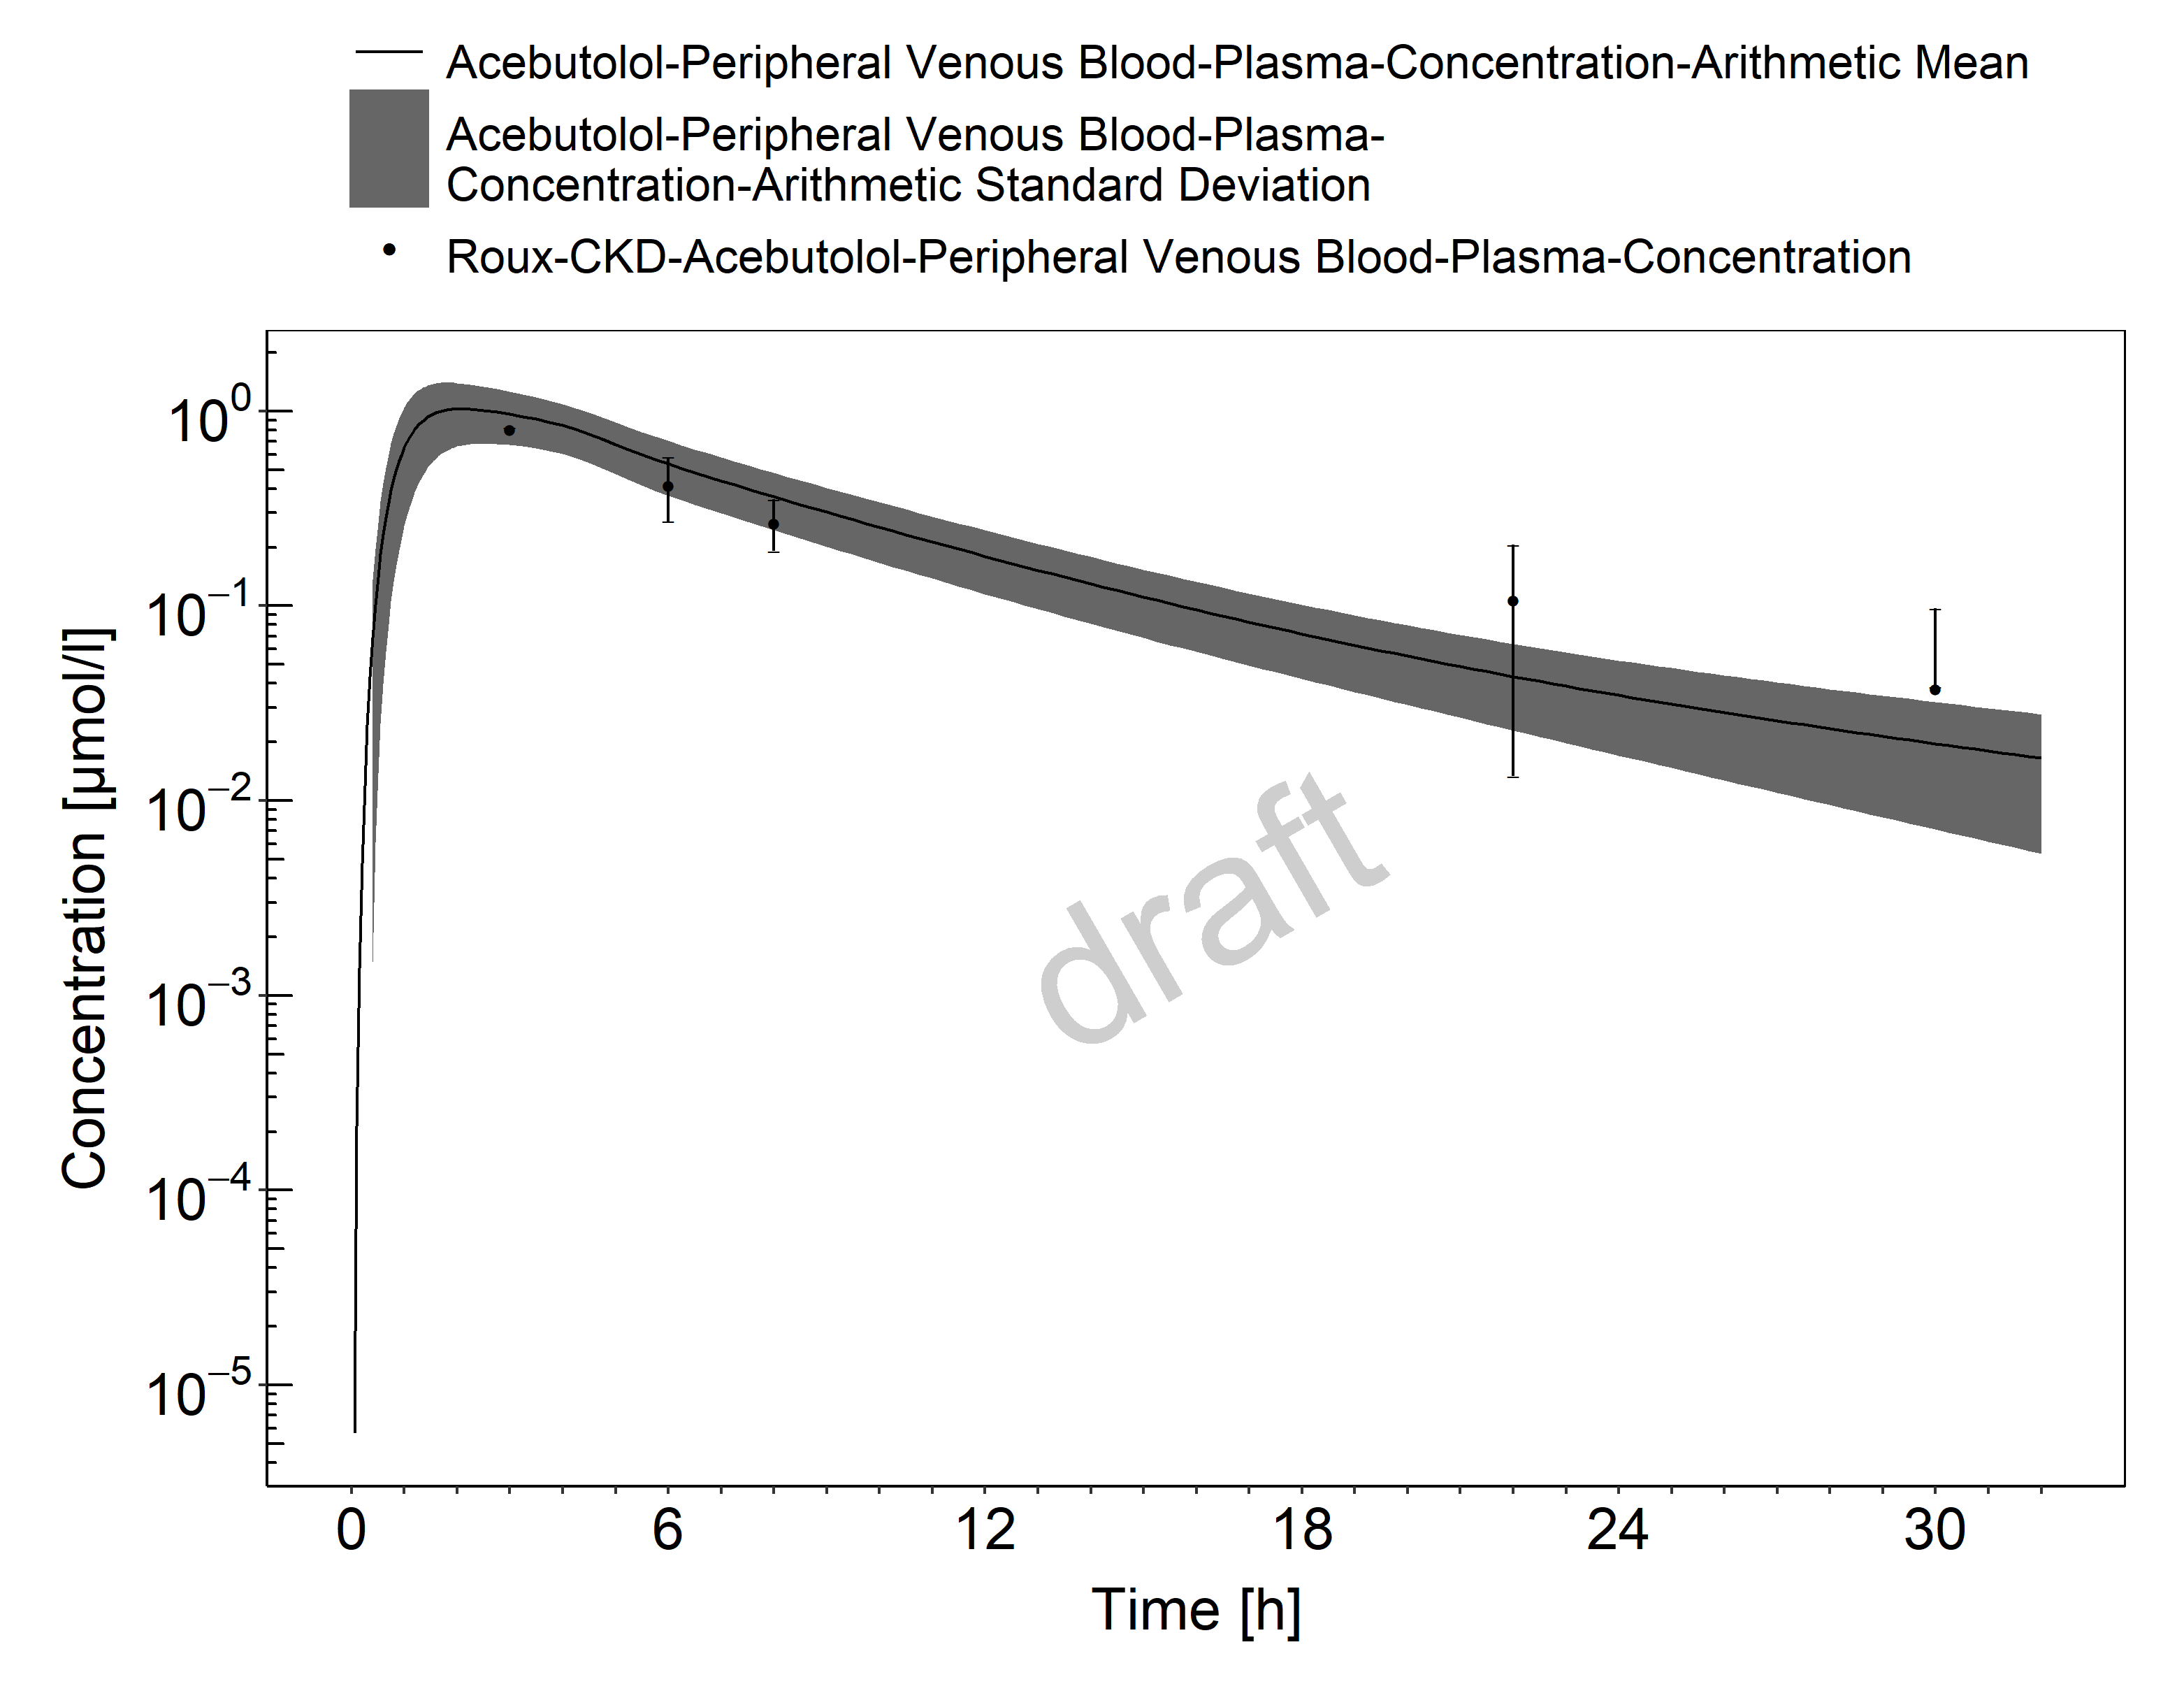 Acebutolol-Peripheral Venous Blood-Plasma-Concentration-Arithmetic Mean
Acebutolol-Peripheral Venous Blood-Plasma-
Concentration-Arithmetic Standard Deviation
Roux-CKD-Acebutolol-Peripheral Venous Blood-Plasma-Concentration
10⁰
10⁻¹
10⁻²
10⁻³
10⁻⁴
10⁻⁵
Concentration [µmol/l]
draft
0 6 12 18 24 30
Time [h]